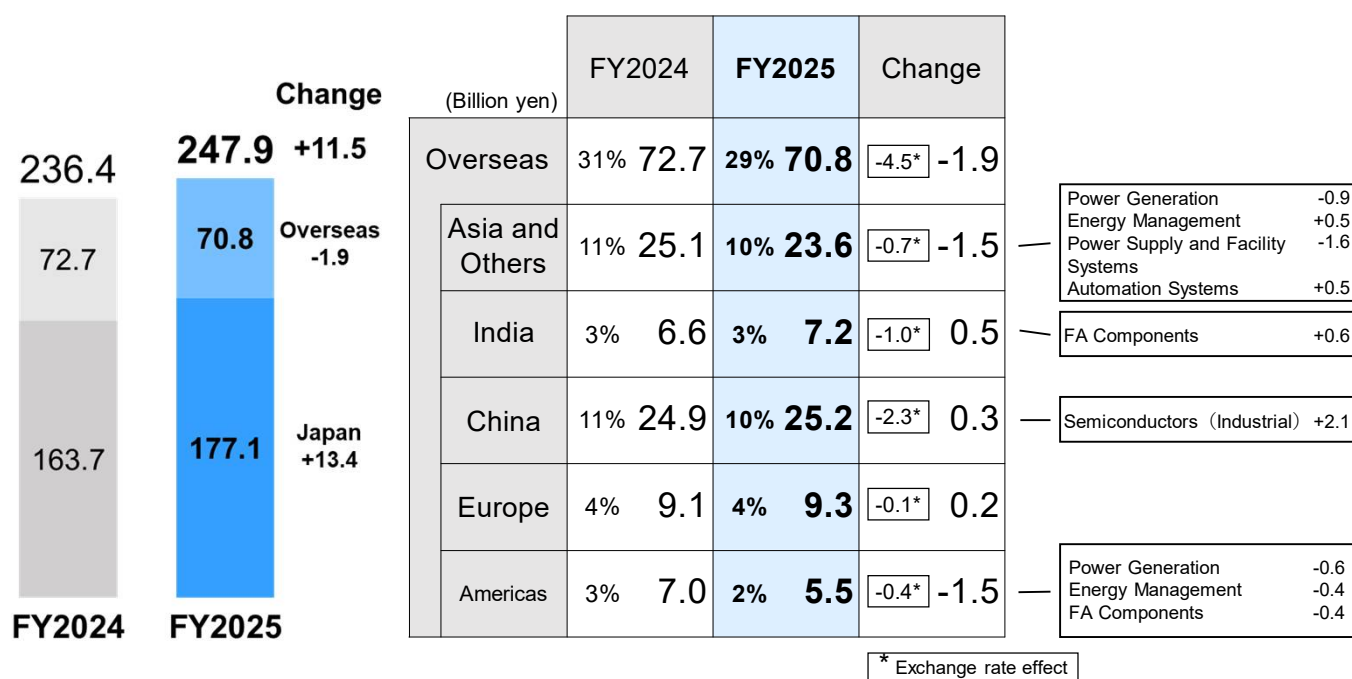 Change
236.4
247.9 +11.5
72.7
70.8
Overseas
-1.9
163.7
177.1
Japan
+13.4
FY2024
FY2025
(Billion yen)
FY2024
FY2025
Change
Overseas 31% 72.7 29% 70.8 -4.5* -1.9
Asia and
Others
11% 25.1 10% 23.6 -0.7* -1.5
India 3% 6.6 3% 7.2 -1.0* 0.5
China 11% 24.9 10% 25.2 -2.3* 0.3
Europe 4% 9.1 4% 9.3 -0.1* 0.2
Americas 3% 7.0 2% 5.5 -0.4* -1.5
Power Generation -0.9
Energy Management +0.5
Power Supply and Facility -1.6
Systems
Automation Systems +0.5
FA Components +0.6
Semiconductors（Industrial） +2.1
Power Generation -0.6
Energy Management -0.4
FA Components -0.4
* Exchange rate effect